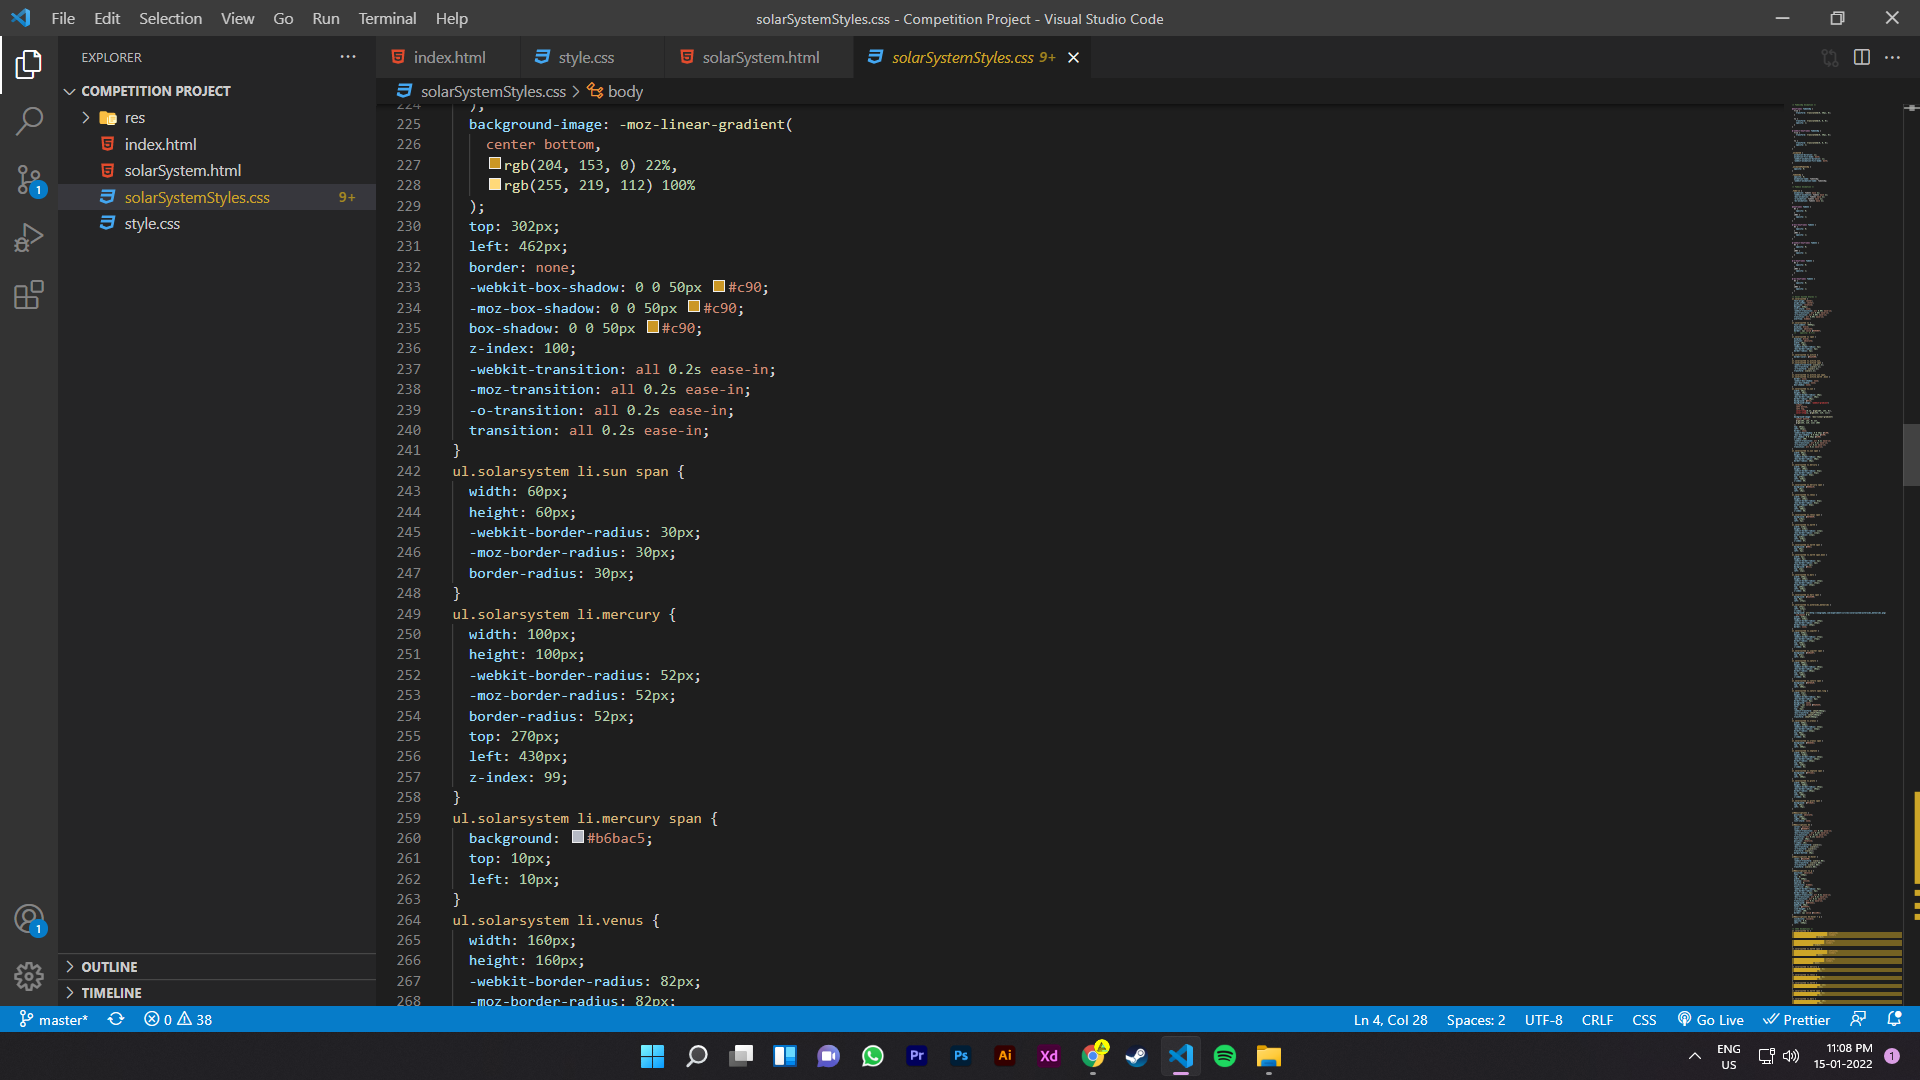 File Edit Selection View Go Run Terminal Help
solarSystemStyles.css - Competition Project - Visual Studio Code
EXPLORER
COMPETITION PROJECT
res
index.html
solarSystem.html
solarSystemStyles.css 9+
style.css
OUTLINE
TIMELINE
index.html style.css solarSystem.html solarSystemStyles.css 9+
solarSystemStyles.css > body
224 );
225 background-image: -moz-linear-gradient(
226 center bottom,
227 rgb(204, 153, 0) 22%,
228 rgb(255, 219, 112) 100%
229 );
230 top: 302px;
231 left: 462px;
232 border: none;
233 -webkit-box-shadow: 0 0 50px #c90;
234 -moz-box-shadow: 0 0 50px #c90;
235 box-shadow: 0 0 50px #c90;
236 z-index: 100;
237 -webkit-transition: all 0.2s ease-in;
238 -moz-transition: all 0.2s ease-in;
239 -o-transition: all 0.2s ease-in;
240 transition: all 0.2s ease-in;
241 }
242 ul.solarsystem li.sun span {
243 width: 60px;
244 height: 60px;
245 -webkit-border-radius: 30px;
246 -moz-border-radius: 30px;
247 border-radius: 30px;
248 }
249 ul.solarsystem li.mercury {
250 width: 100px;
251 height: 100px;
252 -webkit-border-radius: 52px;
253 -moz-border-radius: 52px;
254 border-radius: 52px;
255 top: 270px;
256 left: 430px;
257 z-index: 99;
258 }
259 ul.solarsystem li.mercury span {
260 background: #b6bac5;
261 top: 10px;
262 left: 10px;
263 }
264 ul.solarsystem li.venus {
265 width: 160px;
266 height: 160px;
267 -webkit-border-radius: 82px;
268 -moz-border-radius: 82px;
1
1
master* 0 38
Ln 4, Col 28 Spaces: 2 UTF-8 CRLF CSS Go Live Prettier
Pr Ps Ai Xd
ENG
US
11:08 PM
15-01-2022
1